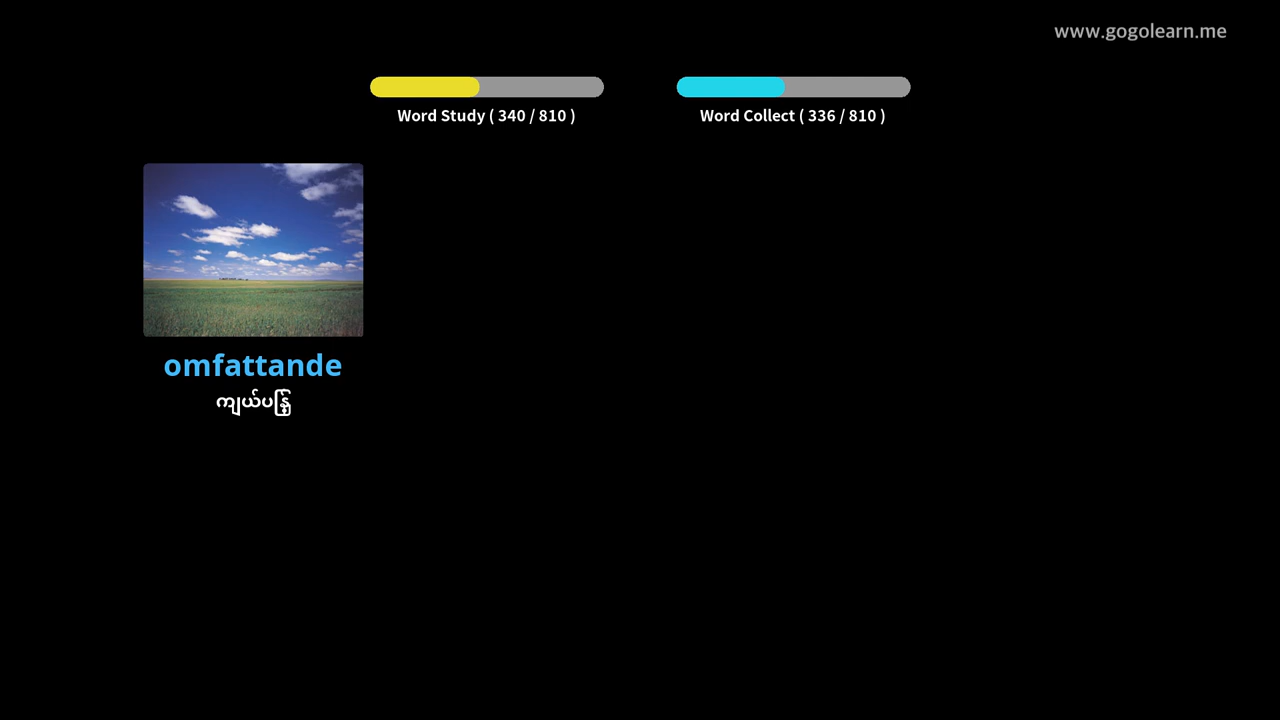 www.gogolearn.me
Word Study ( 340 / 810 )
Word Collect ( 336 / 810 )
omfattande
ကျယ်ပန့်ြ